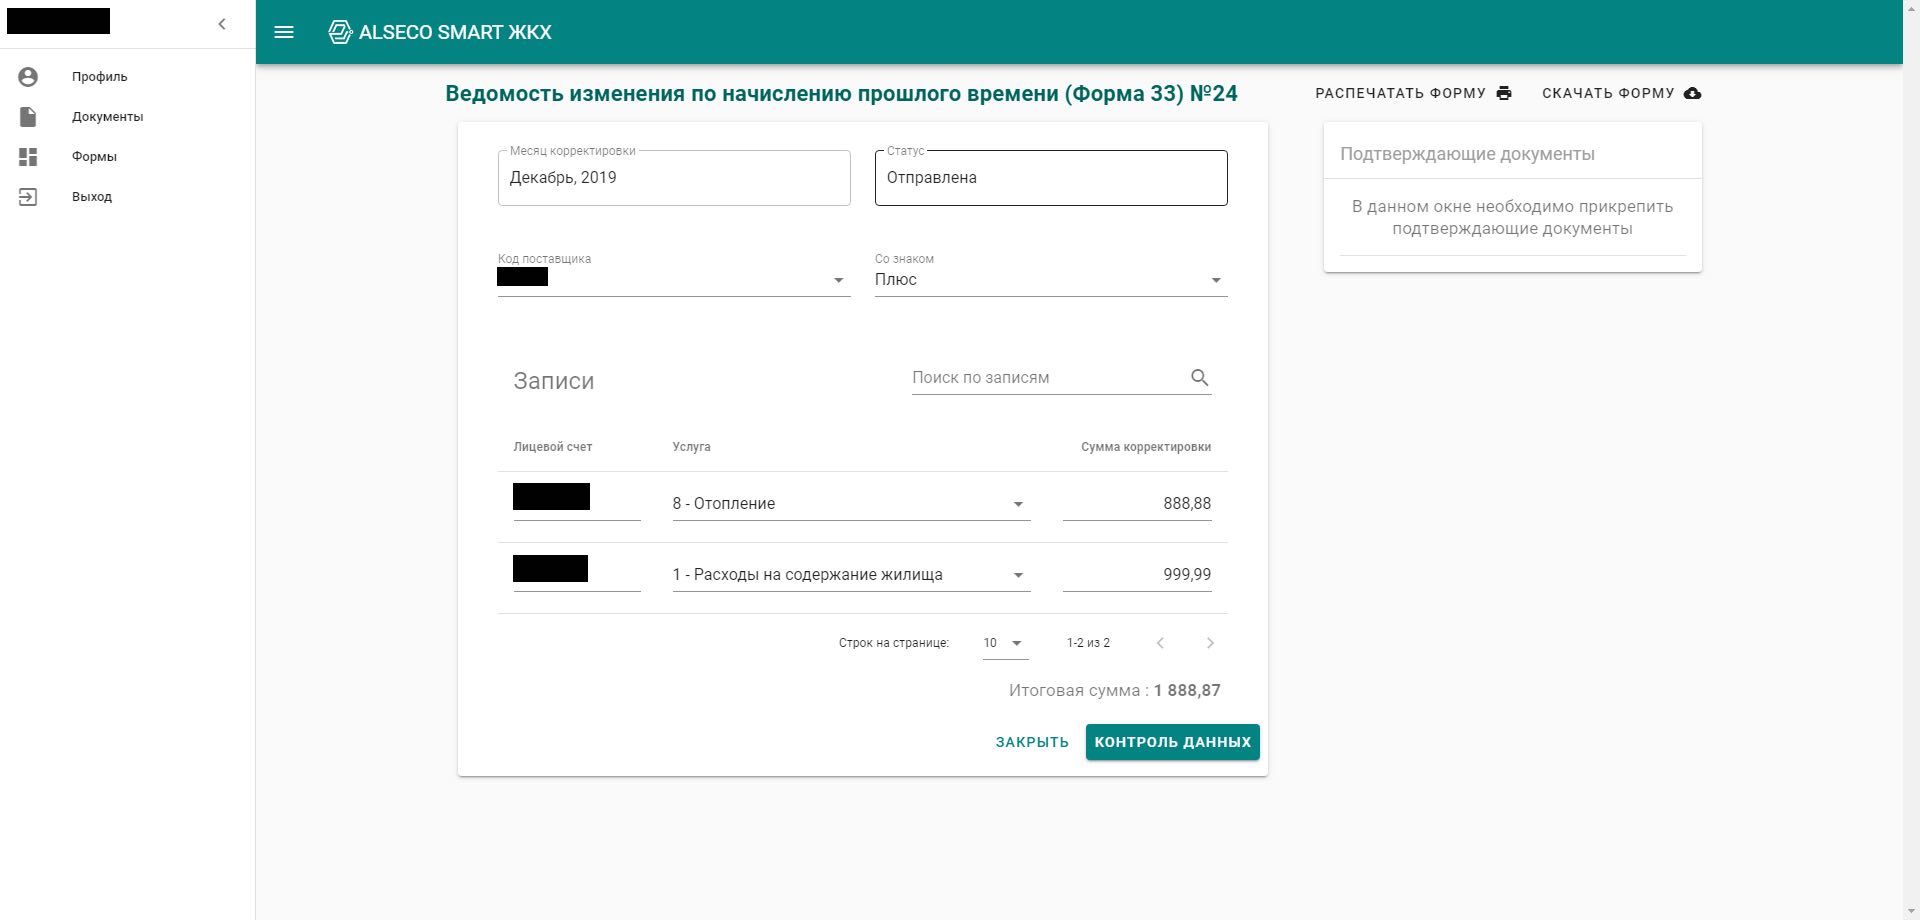 ALSECO SMART ЖКХ
Профиль
Документы
Формы
Выход
Ведомость изменения по начислению прошлого времени (Форма 33) №24
РАСПЕЧАТАТЬ ФОРМУ
СКАЧАТЬ ФОРМУ
Месяц корректировки
Декабрь, 2019
Статус
Отправлена
Код поставщика
Со знаком
Плюс
Подтверждающие документы
В данном окне необходимо прикрепить
подтверждающие документы
Записи
Поиск по записям
Лицевой счет Услуга Сумма корректировки
8 - Отопление 888,88
1 - Расходы на содержание жилища 999,99
Строк на странице: 10 1-2 из 2
Итоговая сумма : 1 888,87
ЗАКРЫТЬ КОНТРОЛЬ ДАННЫХ